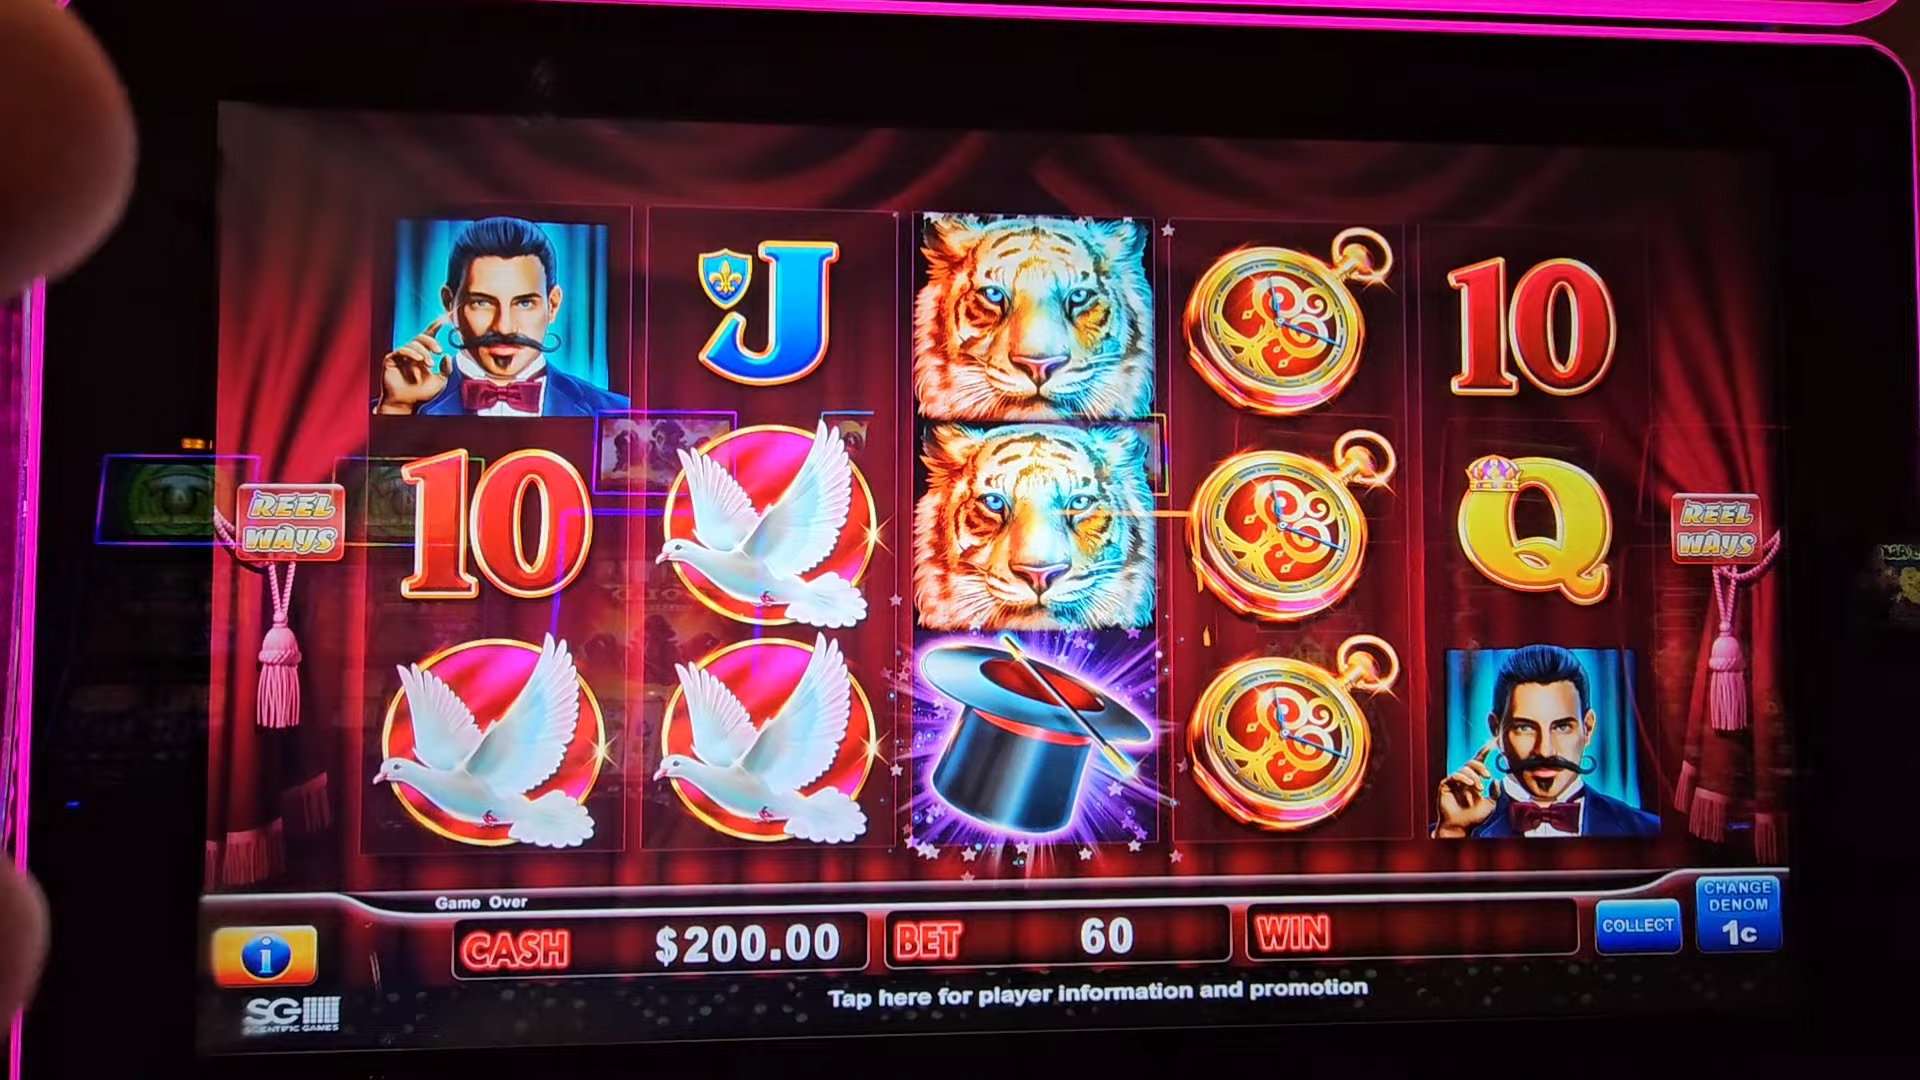 J
10
10
Q
REEL
WAYS
REEL
WAYS
Game Over
CASH $200.00
BET 60
WIN
COLLECT
CHANGE
DENOM
1c
i
SG
SCIENTIFIC GAMES
Tap here for player information and promotion